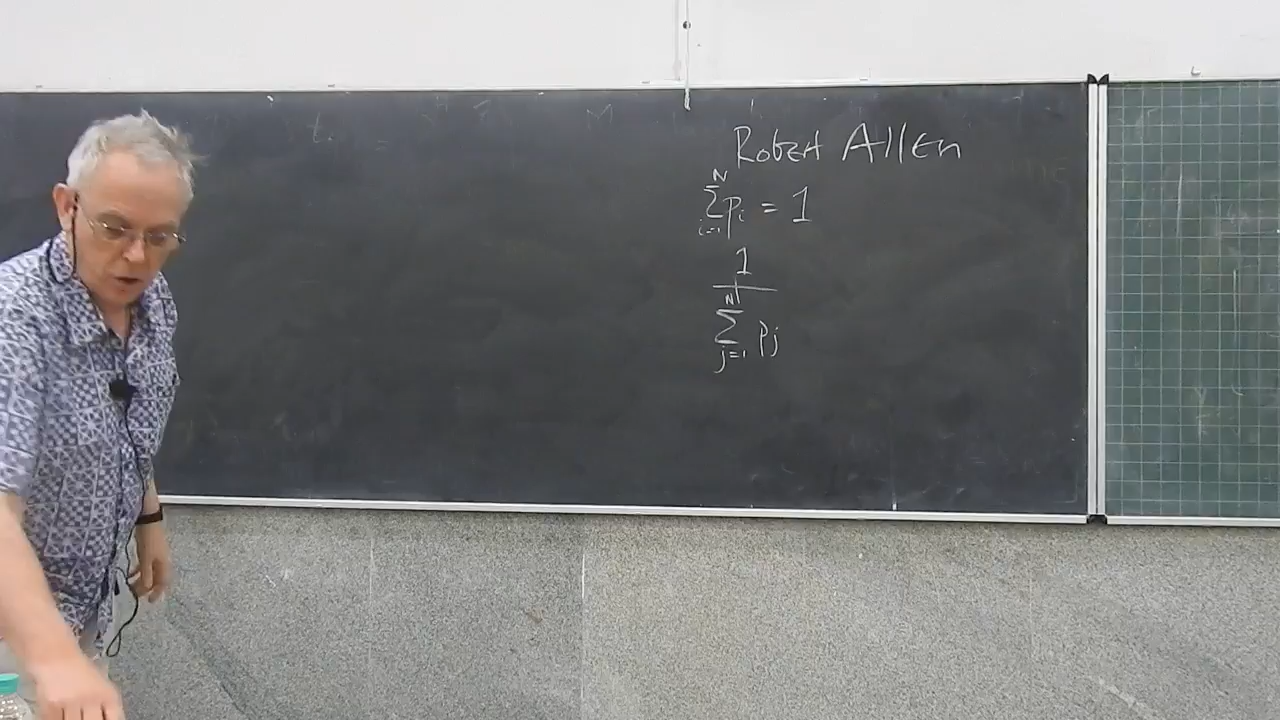 Robert Allen
N
∑ pᵢ = 1
i=1
1
N
∑ pj
j=1